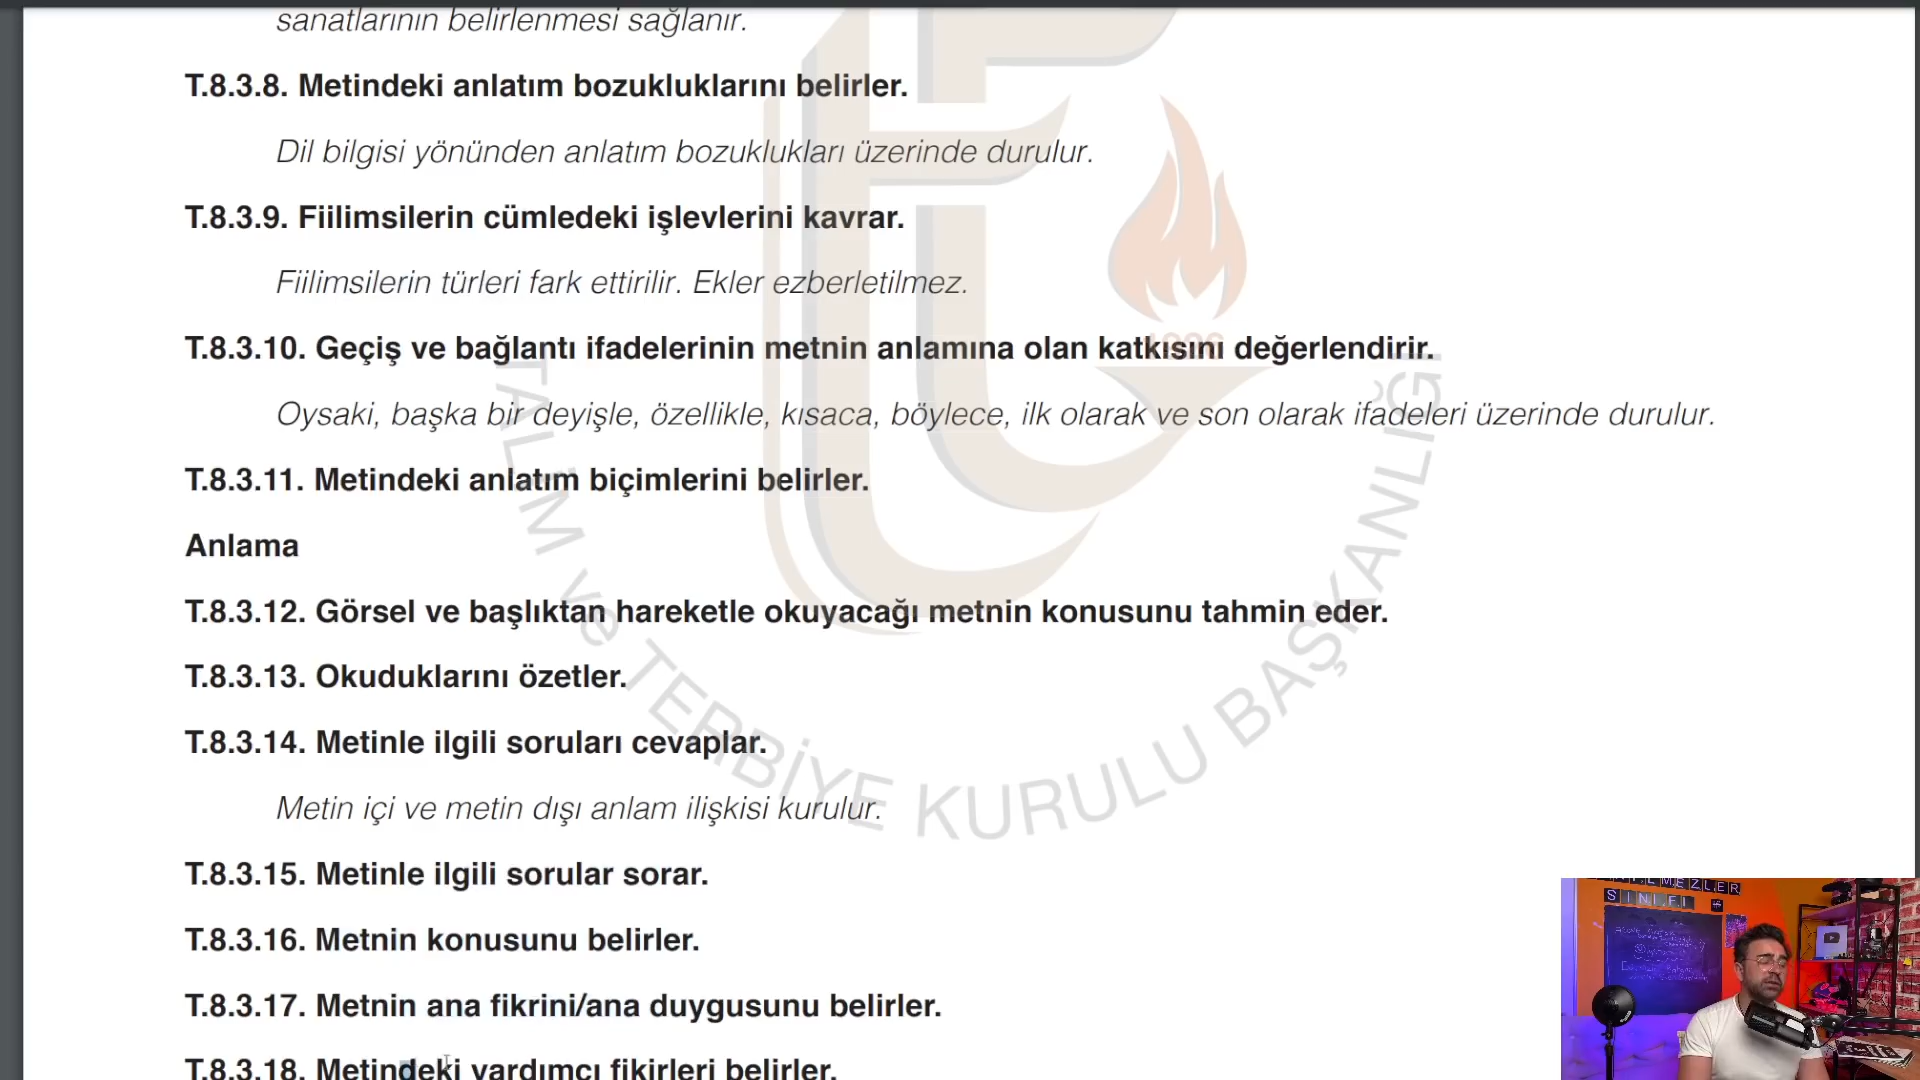 sanatlarının belirlenmesi sağlanır.
T.8.3.8. Metindeki anlatım bozukluklarını belirler.
Dil bilgisi yönünden anlatım bozuklukları üzerinde durulur.
T.8.3.9. Fiilimsilerin cümledeki işlevlerini kavrar.
Fiilimsilerin türleri fark ettirilir. Ekler ezberletilmez.
T.8.3.10. Geçiş ve bağlantı ifadelerinin metnin anlamına olan katkısını değerlendirir.
Oysaki, başka bir deyişle, özellikle, kısaca, böylece, ilk olarak ve son olarak ifadeleri üzerinde durulur.
T.8.3.11. Metindeki anlatım biçimlerini belirler.
Anlama
T.8.3.12. Görsel ve başlıktan hareketle okuyacağı metnin konusunu tahmin eder.
T.8.3.13. Okuduklarını özetler.
T.8.3.14. Metinle ilgili soruları cevaplar.
Metin içi ve metin dışı anlam ilişkisi kurulur.
T.8.3.15. Metinle ilgili sorular sorar.
T.8.3.16. Metnin konusunu belirler.
T.8.3.17. Metnin ana fikrini/ana duygusunu belirler.
T.8.3.18. Metindeki yardımcı fikirleri belirler.
1926
TALİM ve TERBİYE KURULU BAŞKANLIĞI
SINIFI